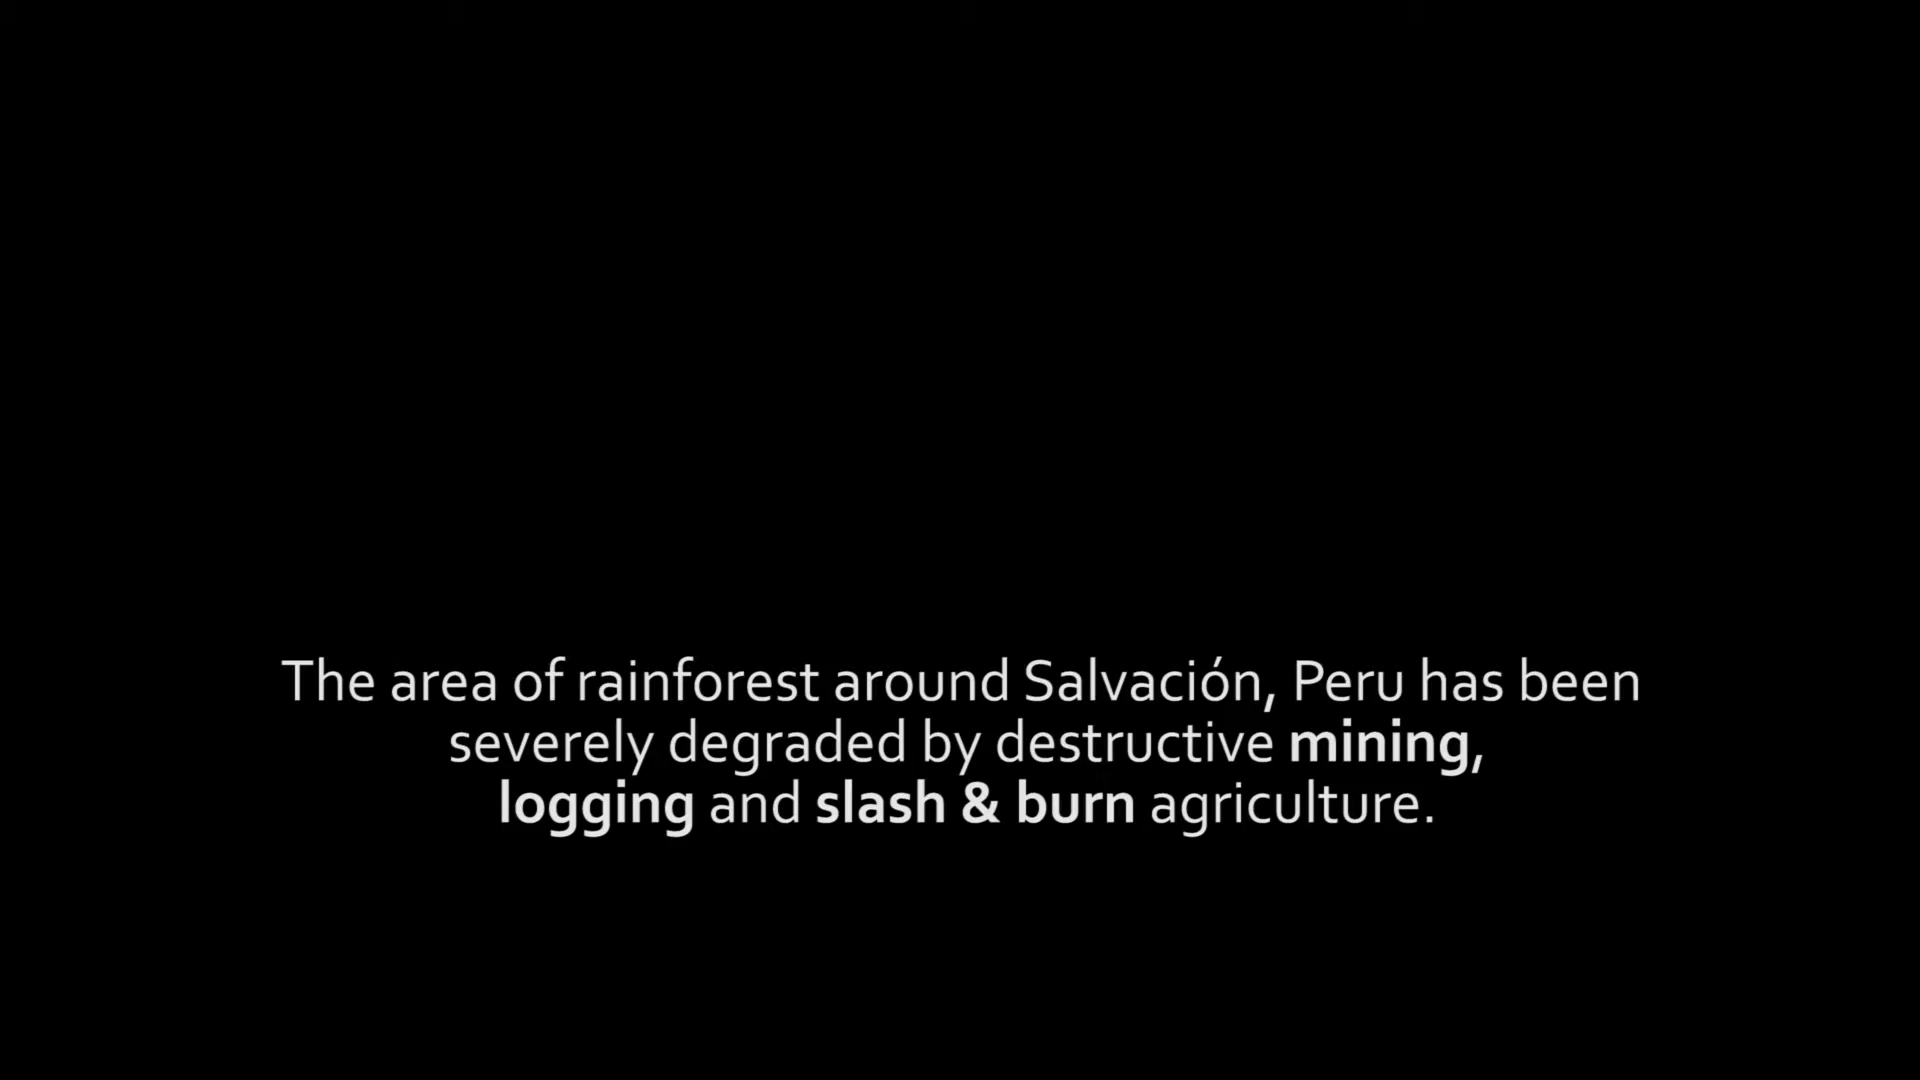 The area of rainforest around Salvación, Peru has been
severely degraded by destructive mining,
logging and slash & burn agriculture.